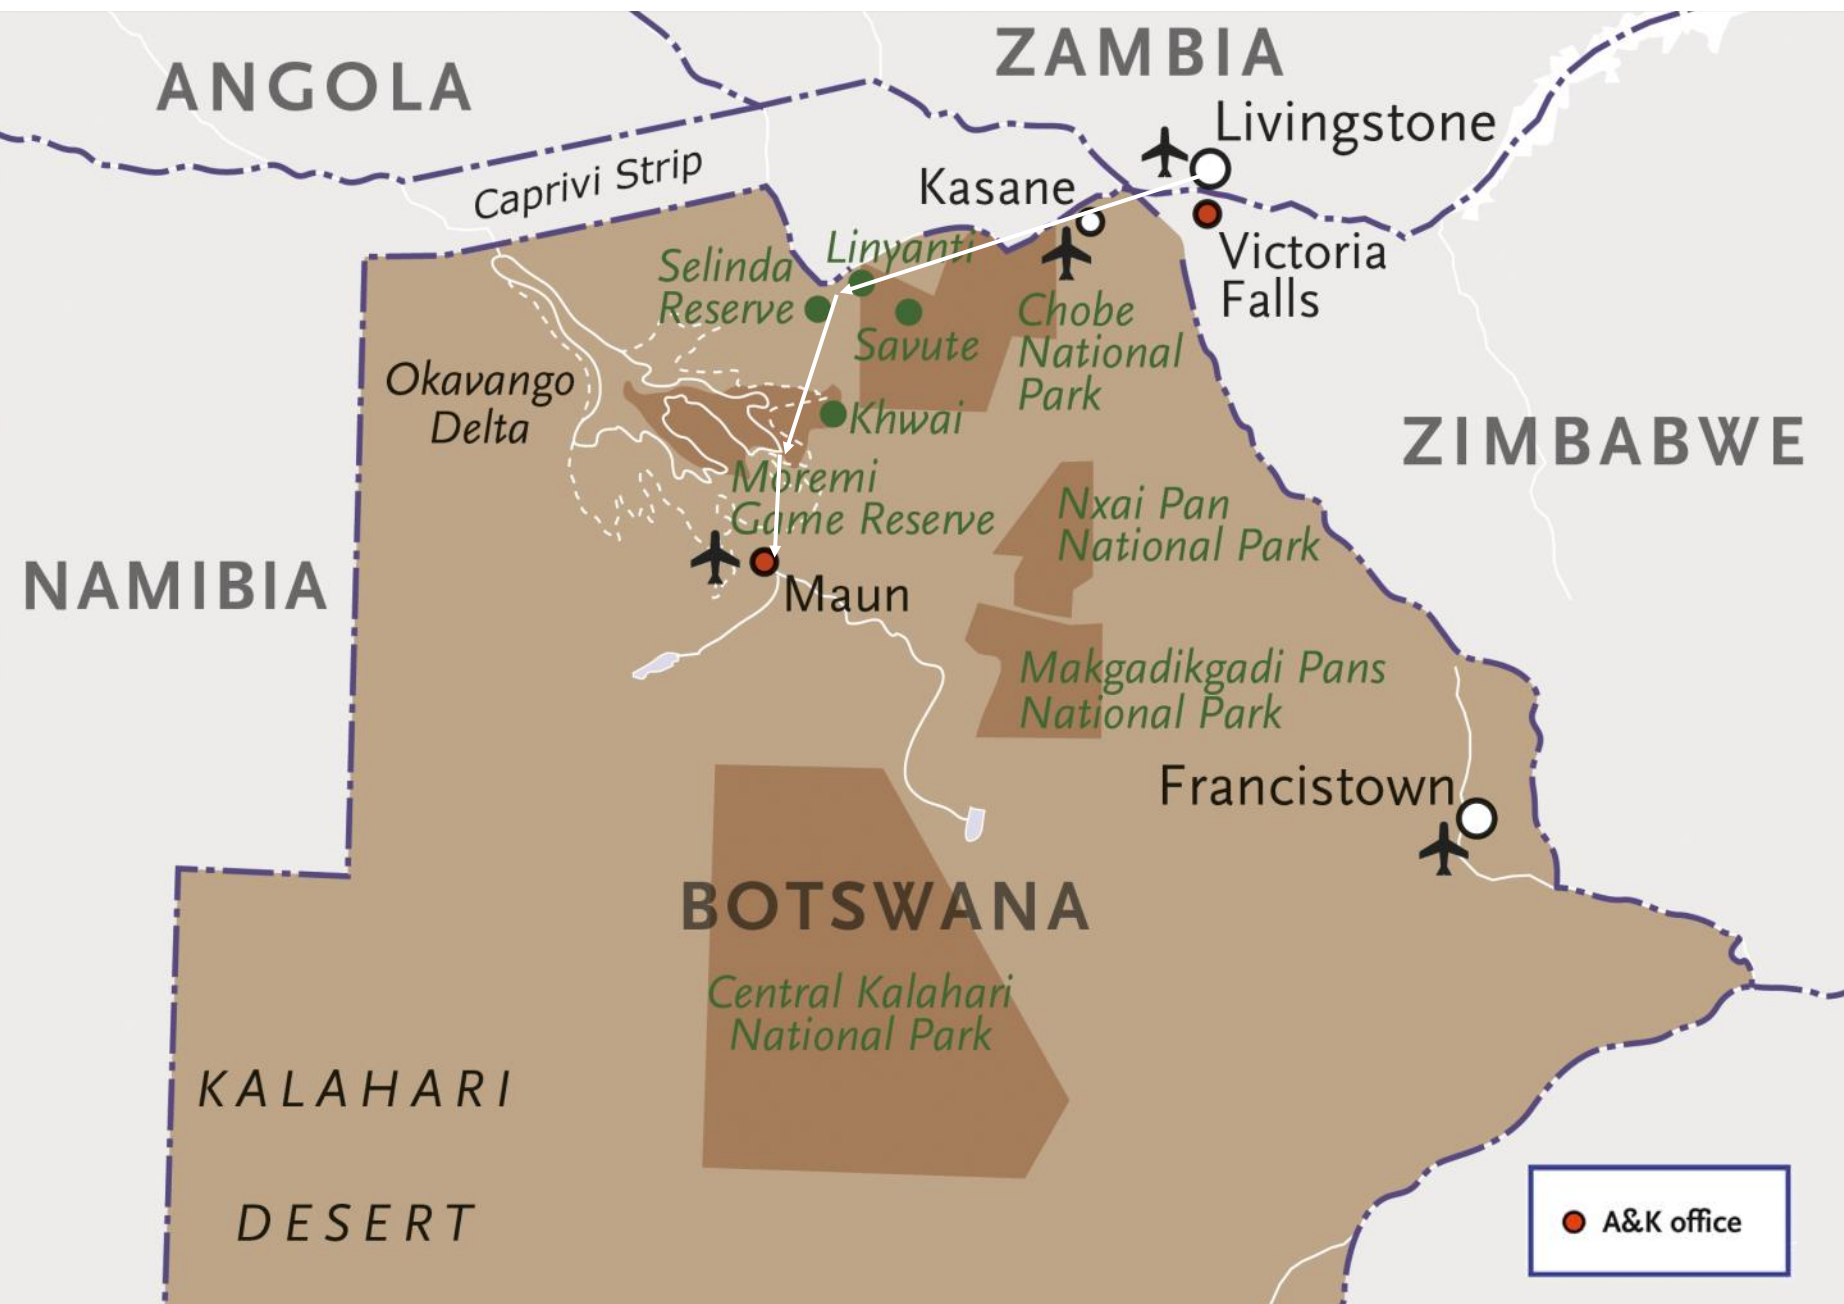 ZAMBIA
ANGOLA
Livingstone
Caprivi Strip
Kasane
Victoria
Falls
Linyanti
Selinda
Reserve
Chobe
National
Park
Savute
Okavango
Delta
Khwai
ZIMBABWE
Moremi
Game Reserve
Nxai Pan
National Park
NAMIBIA
Maun
Makgadikgadi Pans
National Park
Francistown
BOTSWANA
Central Kalahari
National Park
KALAHARI
DESERT
A&K office